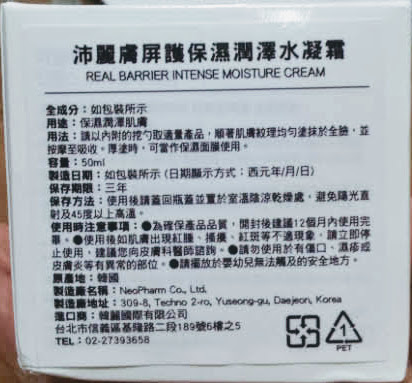 沛麗膚屏護保濕潤澤水凝霜
REAL BARRIER INTENSE MOISTURE CREAM
全成分：如包裝所示
用途：保濕潤澤肌膚
用法：請以內附的挖勺取適量產品，順著肌膚紋理均勻塗抹於全臉，並
按摩至吸收。厚塗時，可當作保濕面膜使用。
容量：50ml
製造日期：如包裝所示 (日期顯示方式：西元年/月/日)
保存期限：三年
保存方法：使用後請蓋回瓶蓋並置於室溫陰涼乾燥處，避免陽光直
射及45度以上高溫。
使用時注意事項：●為確保產品品質，開封後建議12個月內使用完
畢。●使用後如肌膚出現紅腫、搔癢、紅斑等不適現象，請立即停
止使用，建議您向皮膚科醫師諮詢。●請勿使用於有傷口、濕疹或
皮膚炎等有異常的部位。●請擺放於嬰幼兒無法觸及的安全地方。
原產地：韓國
製造廠名稱：NeoPharm Co., Ltd.
製造廠地址：309-8, Techno 2-ro, Yuseong-gu, Daejeon, Korea
進口商：韓麗國際有限公司
台北市信義區基隆路二段189號6樓之5
TEL：02-27393658
1
PET